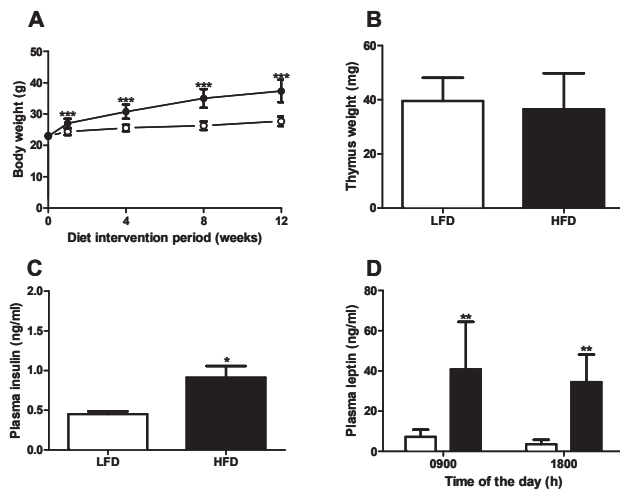 A
50
40
30
20
10
0
Body weight (g)
***
***
***
***
0 4 8 12
Diet intervention period (weeks)
B
60
40
20
0
Thymus weight (mg)
LFD HFD
C
2.0
1.5
1.0
0.5
0.0
Plasma insulin (ng/ml)
*
LFD HFD
D
80
60
40
20
0
Plasma leptin (ng/ml)
**
**
0900 1800
Time of the day (h)